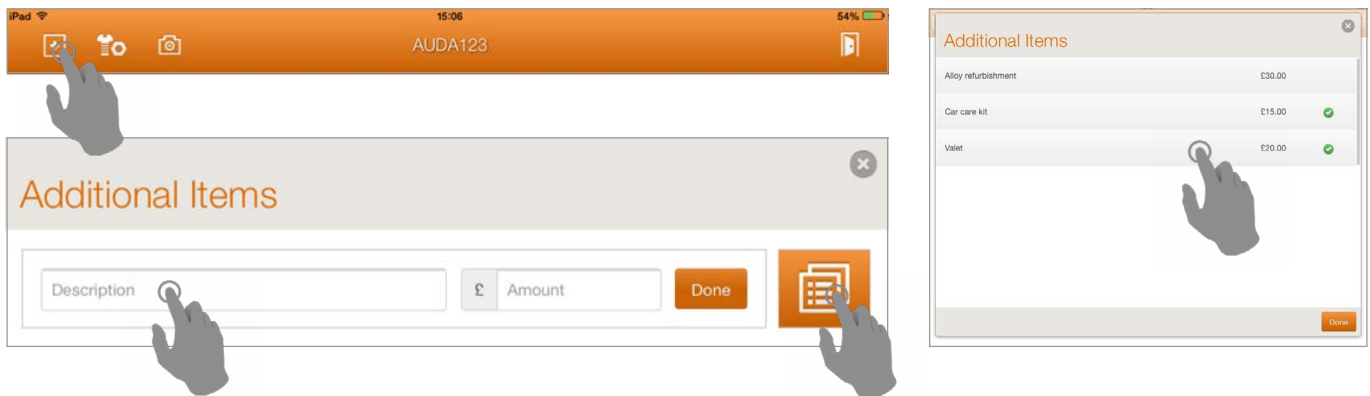 iPad 15:06 54%
AUDA123
Additional Items
Description £ Amount Done
Additional Items
Alloy refurbishment £30.00
Car care kit £15.00
Valet £20.00
Done